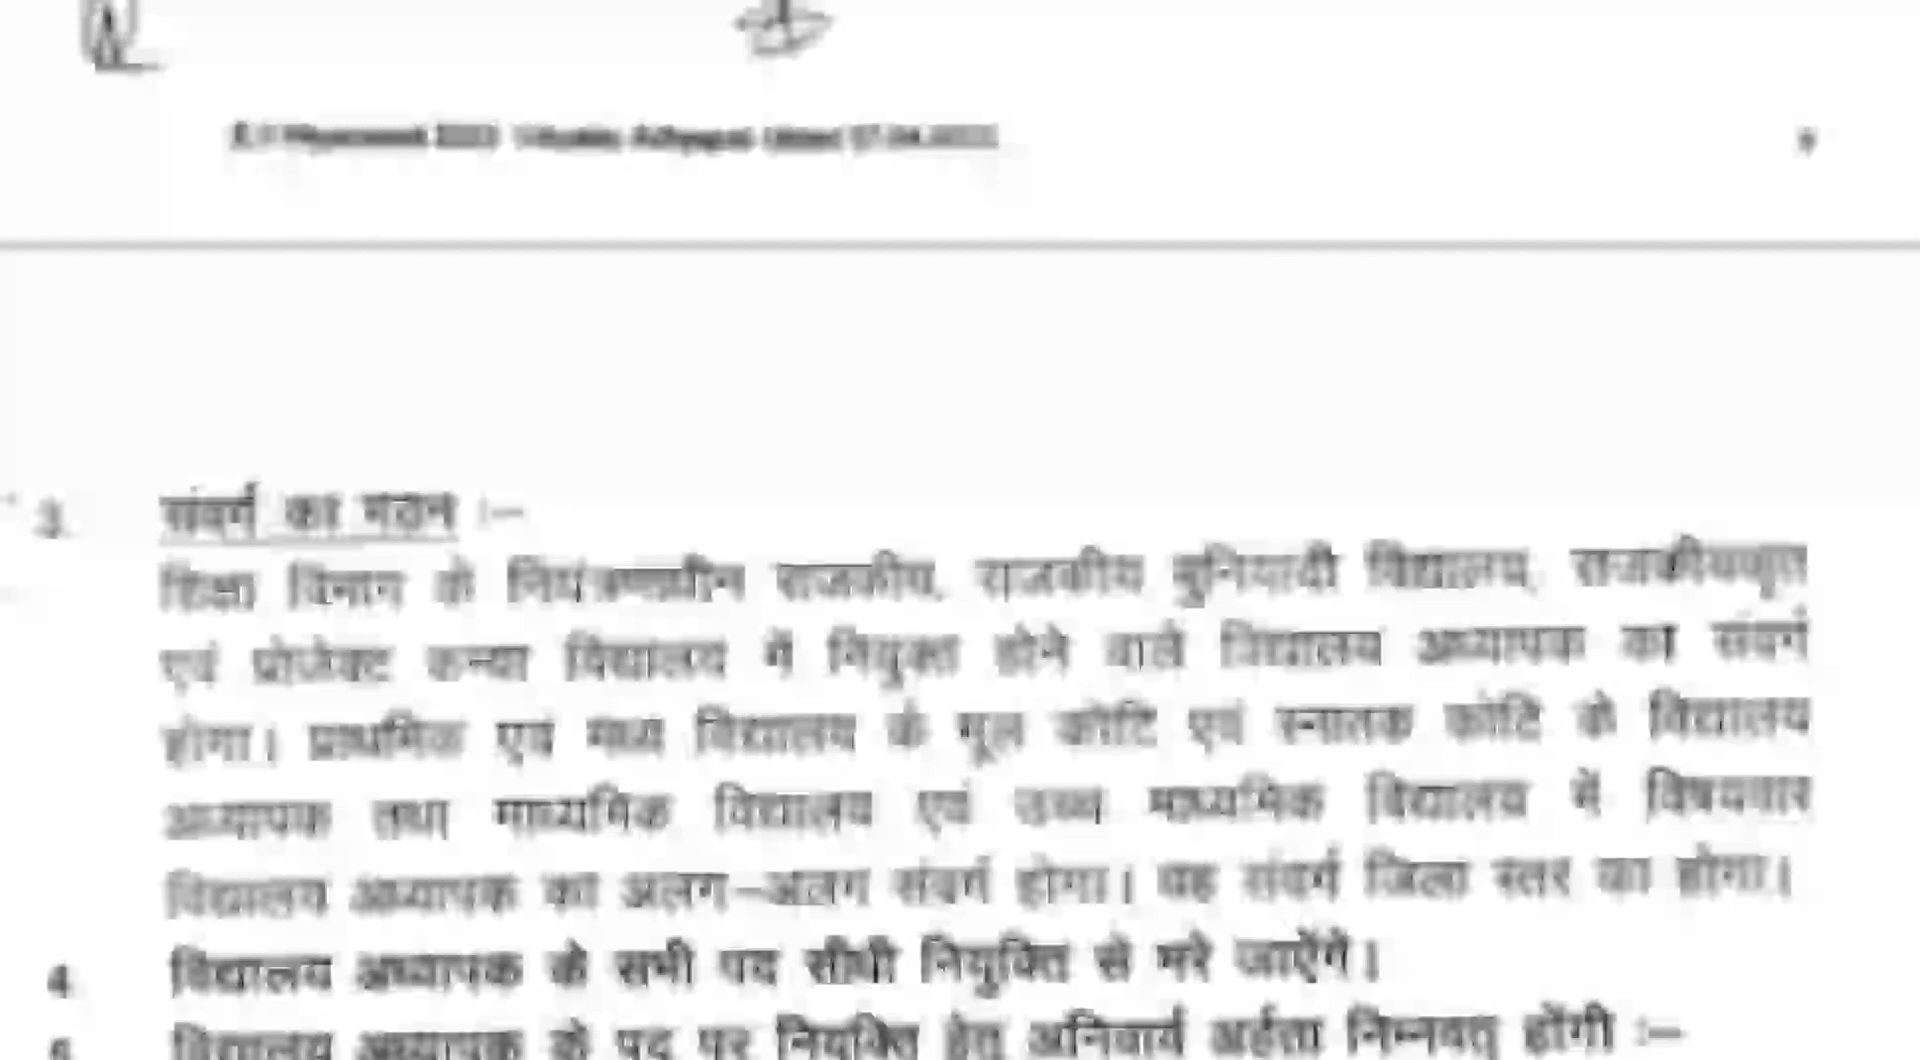 3. संवर्ग का गठन :—
शिक्षा विभाग के नियंत्रणाधीन राजकीय, राजकीय बुनियादी विद्यालय, राजकीयकृत
एवं प्रोजेक्ट कन्या विद्यालय में नियुक्त होने वाले विद्यालय अध्यापक का संवर्ग
होगा। प्राथमिक एवं मध्य विद्यालय के मूल कोटि एवं स्नातक कोटि के विद्यालय
अध्यापक तथा माध्यमिक विद्यालय एवं उच्च माध्यमिक विद्यालय में विषयवार
विद्यालय अध्यापक का अलग–अलग संवर्ग होगा। यह संवर्ग जिला स्तर का होगा।
4. विद्यालय अध्यापक के सभी पद सीधी नियुक्ति से भरे जाऐंगें।
5. विद्यालय अध्यापक के पद पर नियुक्ति हेतु अनिवार्य अर्हता निम्नवत् होंगी :—